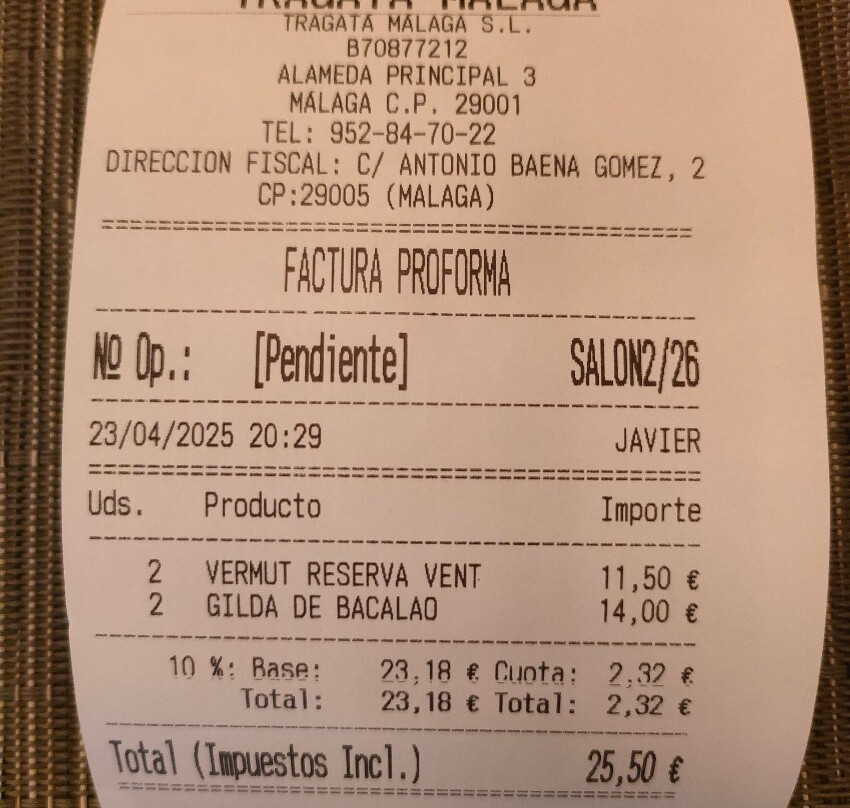 TRAGATA MALAGA
TRAGATA MÁLAGA S.L.
B70877212
ALAMEDA PRINCIPAL 3
MÁLAGA C.P. 29001
TEL: 952-84-70-22
DIRECCION FISCAL: C/ ANTONIO BAENA GOMEZ, 2
CP:29005 (MALAGA)
FACTURA PROFORMA
Nº Op.: [Pendiente] SALON2/26
23/04/2025 20:29 JAVIER
Uds. Producto Importe
2 VERMUT RESERVA VENT 11,50 €
2 GILDA DE BACALAO 14,00 €
10 %: Base: 23,18 € Cuota: 2,32 €
Total: 23,18 € Total: 2,32 €
Total (Impuestos Incl.) 25,50 €